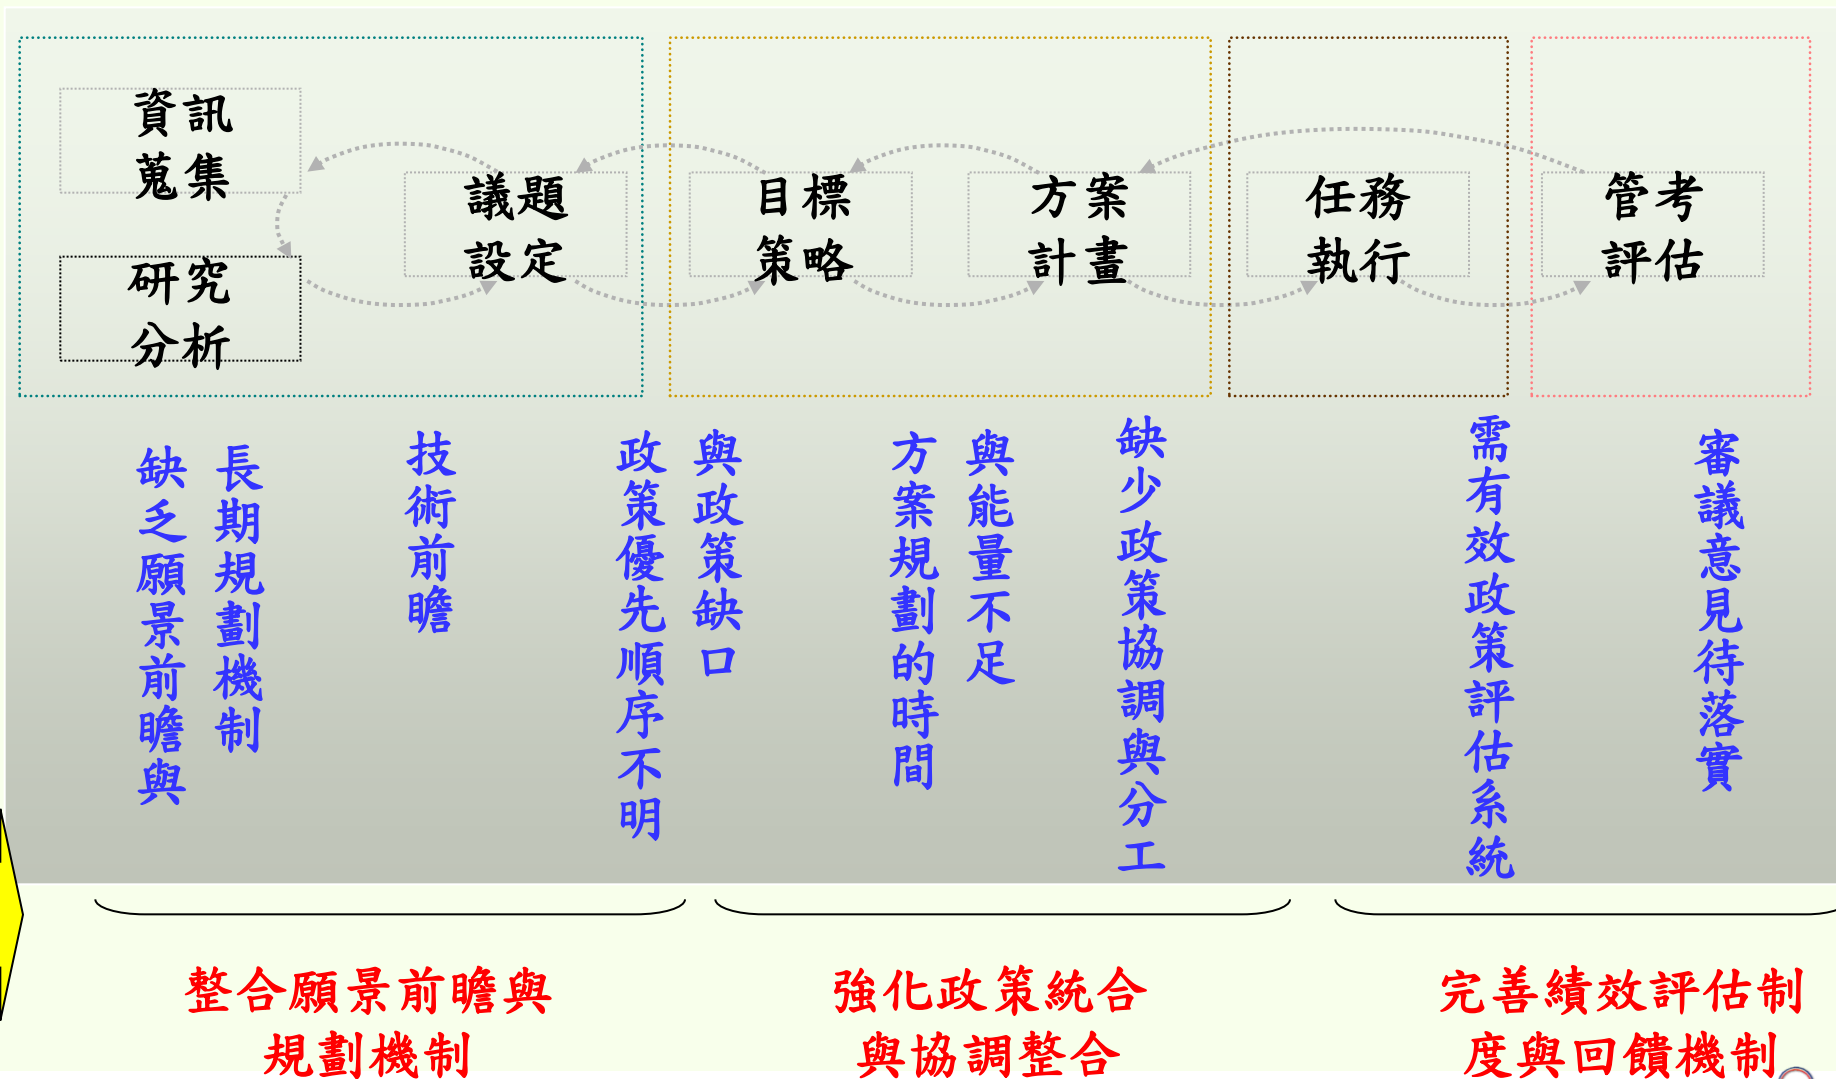 資訊
蒐集
研究
分析
議題
設定
目標
策略
方案
計畫
任務
執行
管考
評估
缺乏願景前瞻與
長期規劃機制
技術前瞻
政策優先順序不明
與政策缺口
方案規劃的時間
與能量不足
缺少政策協調與分工
需有效政策評估系統
審議意見待落實
整合願景前瞻與
規劃機制
強化政策統合
與協調整合
完善績效評估制
度與回饋機制